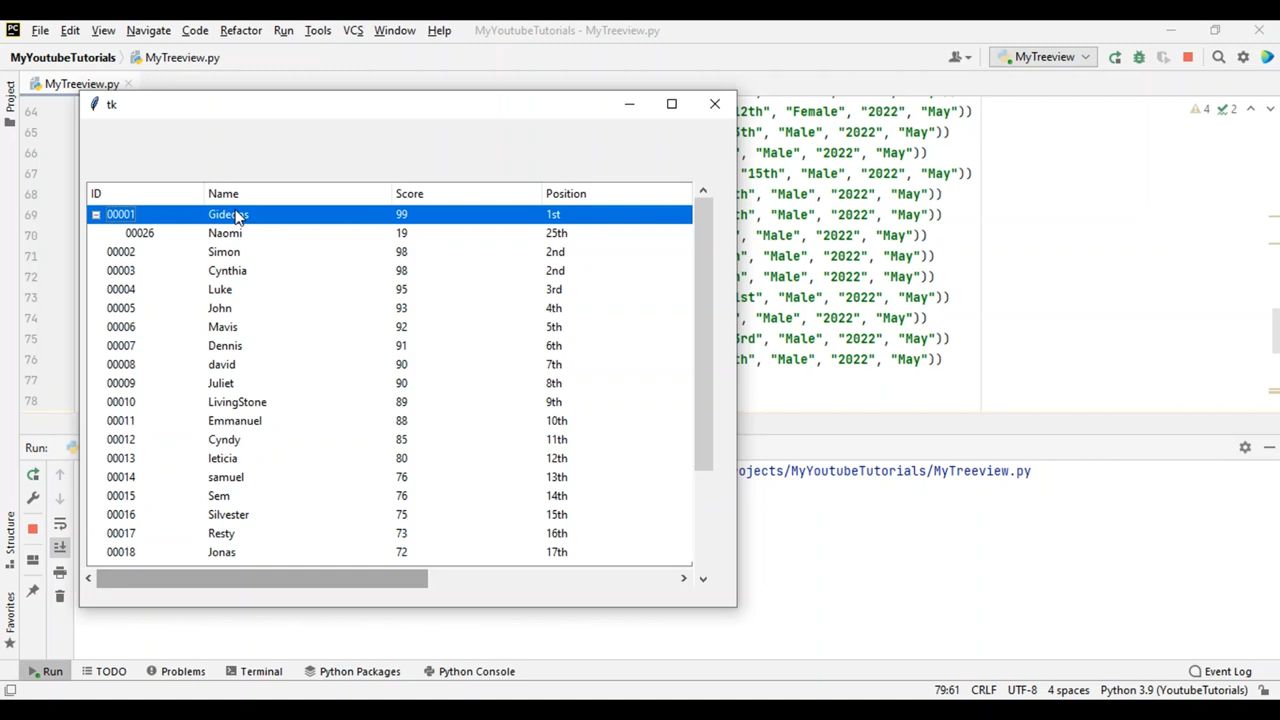 PC File Edit View Navigate Code Refactor Run Tools VCS Window Help MyYoutubeTutorials - MyTreeview.py
MyYoutubeTutorials MyTreeview.py MyTreeview
Project
MyTreeview.py
tk
4 2
64 12th", "Female", "2022", "May"))
65 th", "Male", "2022", "May"))
66 ", "Male", "2022", "May"))
67 "15th", "Male", "2022", "May"))
68 th", "Male", "2022", "May"))
69 ", "Male", "2022", "May"))
70 ", "Male", "2022", "May"))
71 ", "Male", "2022", "May"))
72 ", "Male", "2022", "May"))
73 1st", "Male", "2022", "May"))
74 ", "Male", "2022", "May"))
75 3rd", "Male", "2022", "May"))
76 th", "Male", "2022", "May"))
77
78
ID Name Score Position
00001 99 1st
00026 Naomi 19 25th
00002 Simon 98 2nd
00003 Cynthia 98 2nd
00004 Luke 95 3rd
00005 John 93 4th
00006 Mavis 92 5th
00007 Dennis 91 6th
00008 david 90 7th
00009 Juliet 90 8th
00010 LivingStone 89 9th
00011 Emmanuel 88 10th
00012 Cyndy 85 11th
00013 leticia 80 12th
00014 samuel 76 13th
00015 Sem 76 14th
00016 Silvester 75 15th
00017 Resty 73 16th
00018 Jonas 72 17th
Run:
ojects/MyYoutubeTutorials/MyTreeview.py
Structure
Favorites
Run TODO Problems Terminal Python Packages Python Console Event Log
79:61 CRLF UTF-8 4 spaces Python 3.9 (YoutubeTutorials)